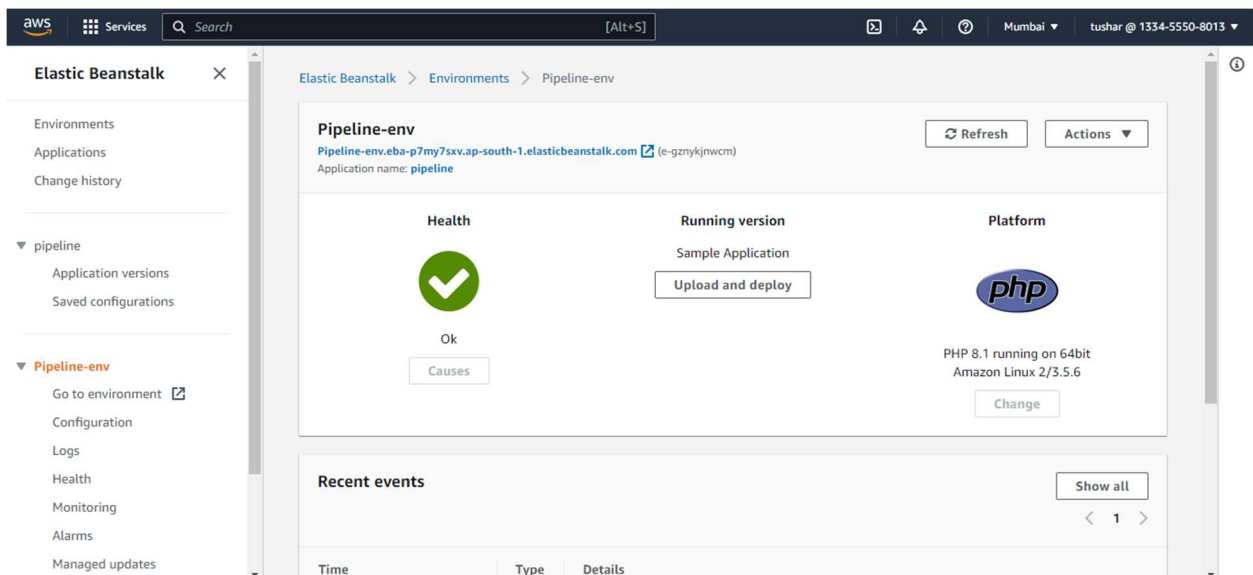 aws
Services
Search
[Alt+S]
Mumbai ▼
tushar @ 1334-5550-8013 ▼
Elastic Beanstalk
Environments
Applications
Change history
pipeline
Application versions
Saved configurations
Pipeline-env
Go to environment
Configuration
Logs
Health
Monitoring
Alarms
Managed updates
Elastic Beanstalk > Environments > Pipeline-env
Pipeline-env
Pipeline-env.eba-p7my7sxv.ap-south-1.elasticbeanstalk.com (e-gznykjnwcm)
Application name: pipeline
Refresh
Actions ▼
Health
Ok
Causes
Running version
Sample Application
Upload and deploy
Platform
php
PHP 8.1 running on 64bit
Amazon Linux 2/3.5.6
Change
Recent events
Show all
< 1 >
Time Type Details